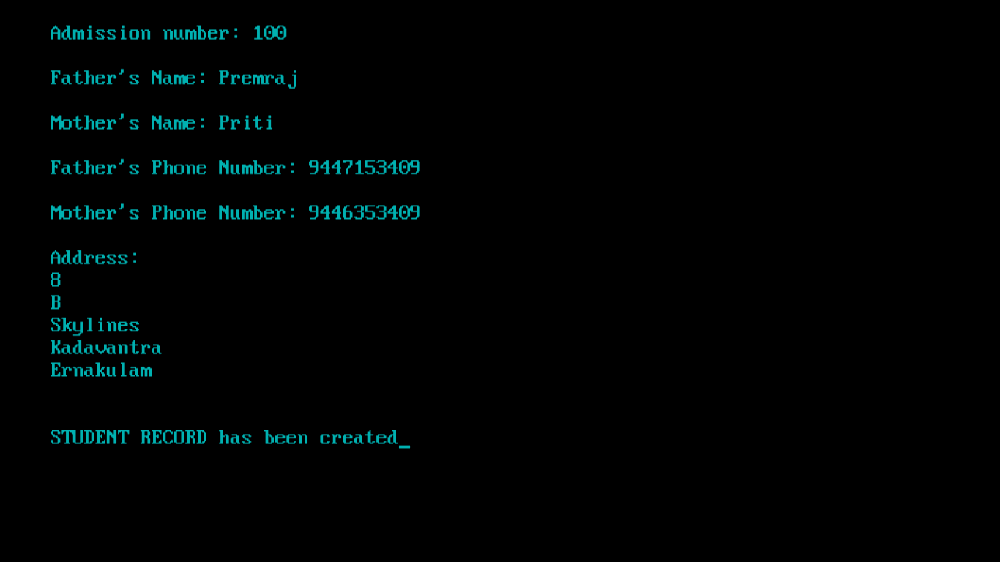 Admission number: 100
Father's Name: Premraj
Mother's Name: Priti
Father's Phone Number: 9447153409
Mother's Phone Number: 9446353409
Address:
8
B
Skylines
Kadavantra
Ernakulam
STUDENT RECORD has been created_